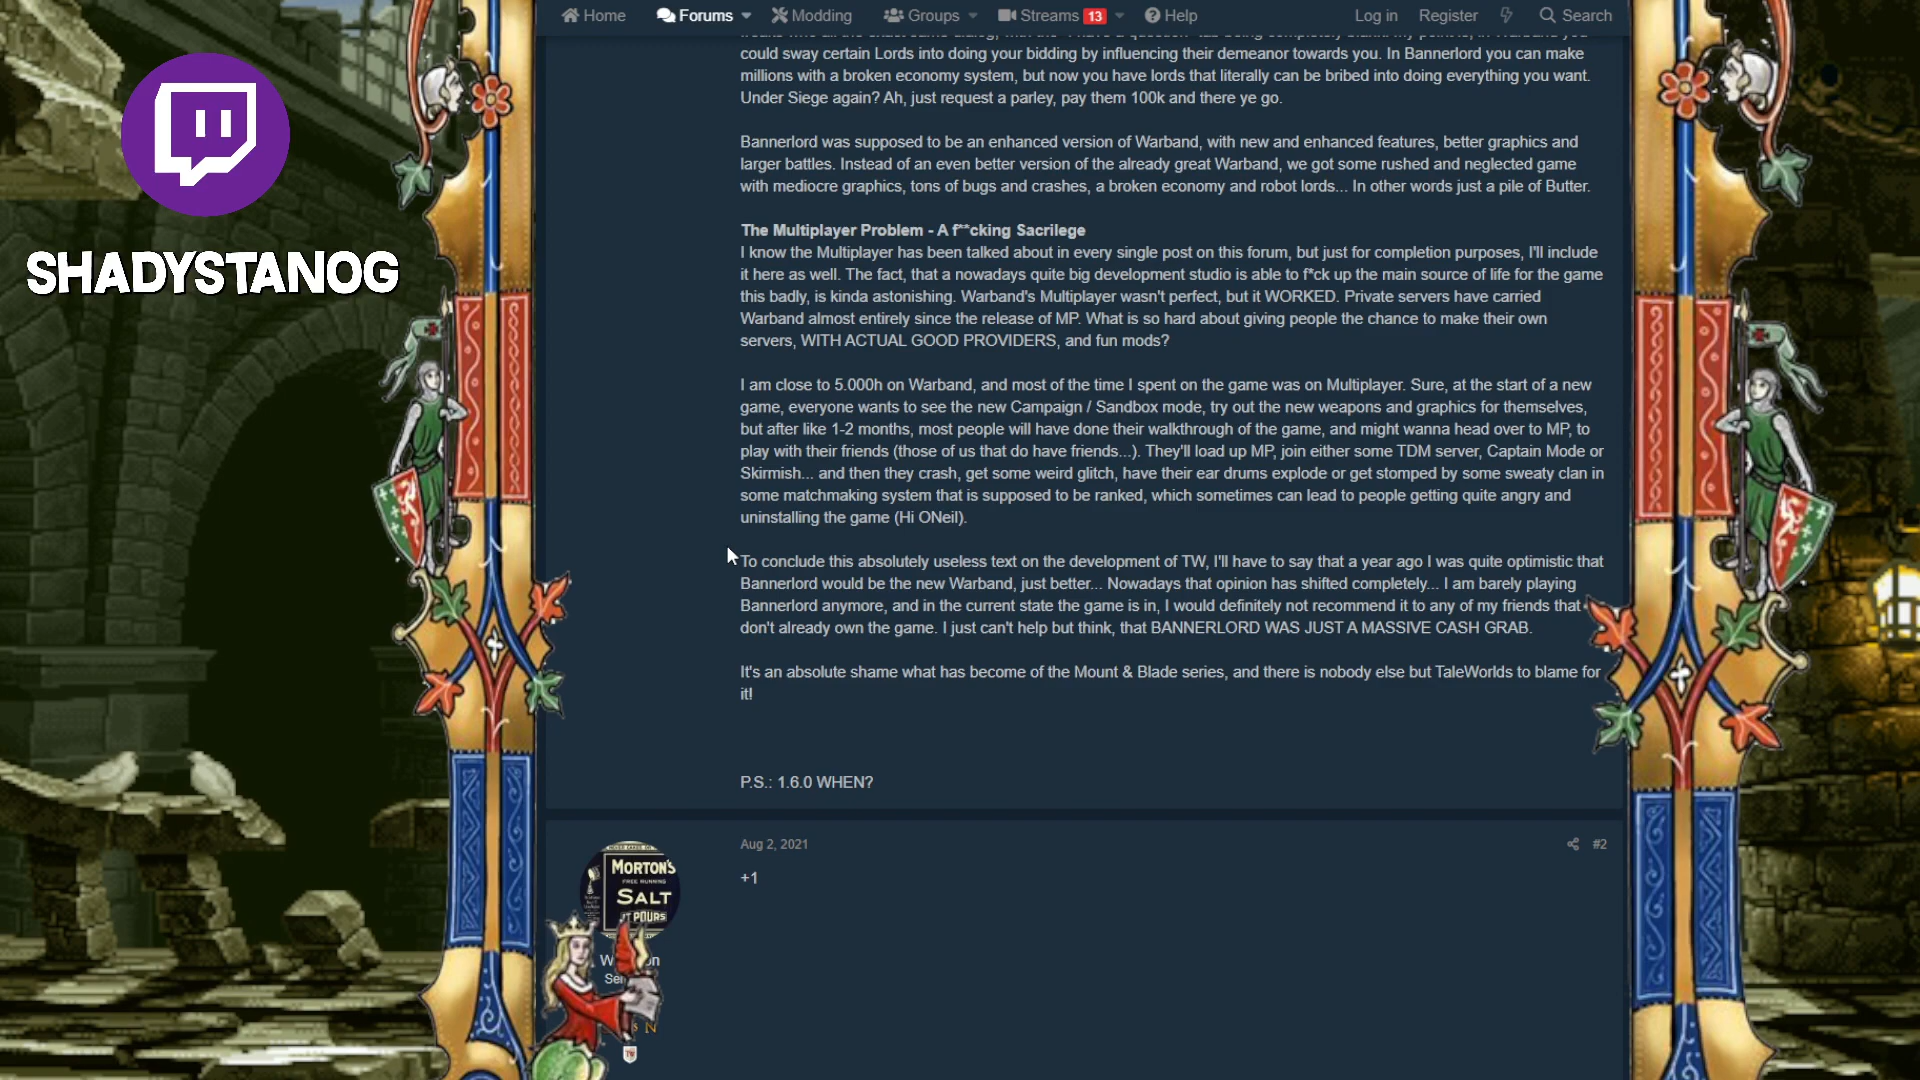 Home
Forums
Modding
Groups
Streams 13
Help
Log in
Register
Search
SHADYSTANOG
could sway certain Lords into doing your bidding by influencing their demeanor towards you. In Bannerlord you can make
millions with a broken economy system, but now you have lords that literally can be bribed into doing everything you want.
Under Siege again? Ah, just request a parley, pay them 100k and there ye go.
Bannerlord was supposed to be an enhanced version of Warband, with new and enhanced features, better graphics and
larger battles. Instead of an even better version of the already great Warband, we got some rushed and neglected game
with mediocre graphics, tons of bugs and crashes, a broken economy and robot lords... In other words just a pile of Butter.
The Multiplayer Problem - A f**cking Sacrilege
I know the Multiplayer has been talked about in every single post on this forum, but just for completion purposes, I'll include
it here as well. The fact, that a nowadays quite big development studio is able to f*ck up the main source of life for the game
this badly, is kinda astonishing. Warband's Multiplayer wasn't perfect, but it WORKED. Private servers have carried
Warband almost entirely since the release of MP. What is so hard about giving people the chance to make their own
servers, WITH ACTUAL GOOD PROVIDERS, and fun mods?
I am close to 5.000h on Warband, and most of the time I spent on the game was on Multiplayer. Sure, at the start of a new
game, everyone wants to see the new Campaign / Sandbox mode, try out the new weapons and graphics for themselves,
but after like 1-2 months, most people will have done their walkthrough of the game, and might wanna head over to MP, to
play with their friends (those of us that do have friends...). They'll load up MP, join either some TDM server, Captain Mode or
Skirmish... and then they crash, get some weird glitch, have their ear drums explode or get stomped by some sweaty clan in
some matchmaking system that is supposed to be ranked, which sometimes can lead to people getting quite angry and
uninstalling the game (Hi ONeil).
To conclude this absolutely useless text on the development of TW, I'll have to say that a year ago I was quite optimistic that
Bannerlord would be the new Warband, just better... Nowadays that opinion has shifted completely... I am barely playing
Bannerlord anymore, and in the current state the game is in, I would definitely not recommend it to any of my friends that
don't already own the game. I just can't help but think, that BANNERLORD WAS JUST A MASSIVE CASH GRAB.
It's an absolute shame what has become of the Mount & Blade series, and there is nobody else but TaleWorlds to blame for
it!
P.S.: 1.6.0 WHEN?
Aug 2, 2021
#2
+1
MORTON'S
FREE RUNNING
SALT
IT POURS